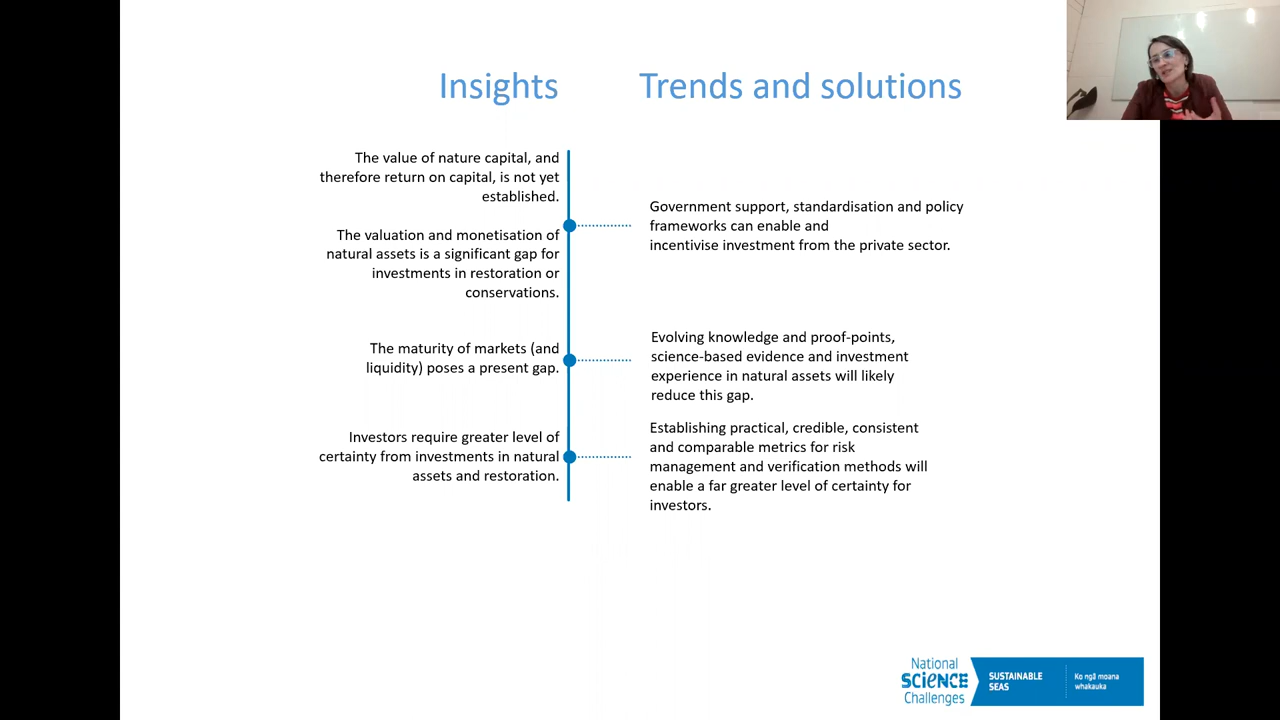 Insights
Trends and solutions
The value of nature capital, and
therefore return on capital, is not yet
established.
The valuation and monetisation of
natural assets is a significant gap for
investments in restoration or
conservations.
Government support, standardisation and policy
frameworks can enable and
incentivise investment from the private sector.
The maturity of markets (and
liquidity) poses a present gap.
Evolving knowledge and proof-points,
science-based evidence and investment
experience in natural assets will likely
reduce this gap.
Investors require greater level of
certainty from investments in natural
assets and restoration.
Establishing practical, credible, consistent
and comparable metrics for risk
management and verification methods will
enable a far greater level of certainty for
investors.
National
SCIENCE
Challenges
SUSTAINABLE
SEAS
Ko ngā moana
whakauka